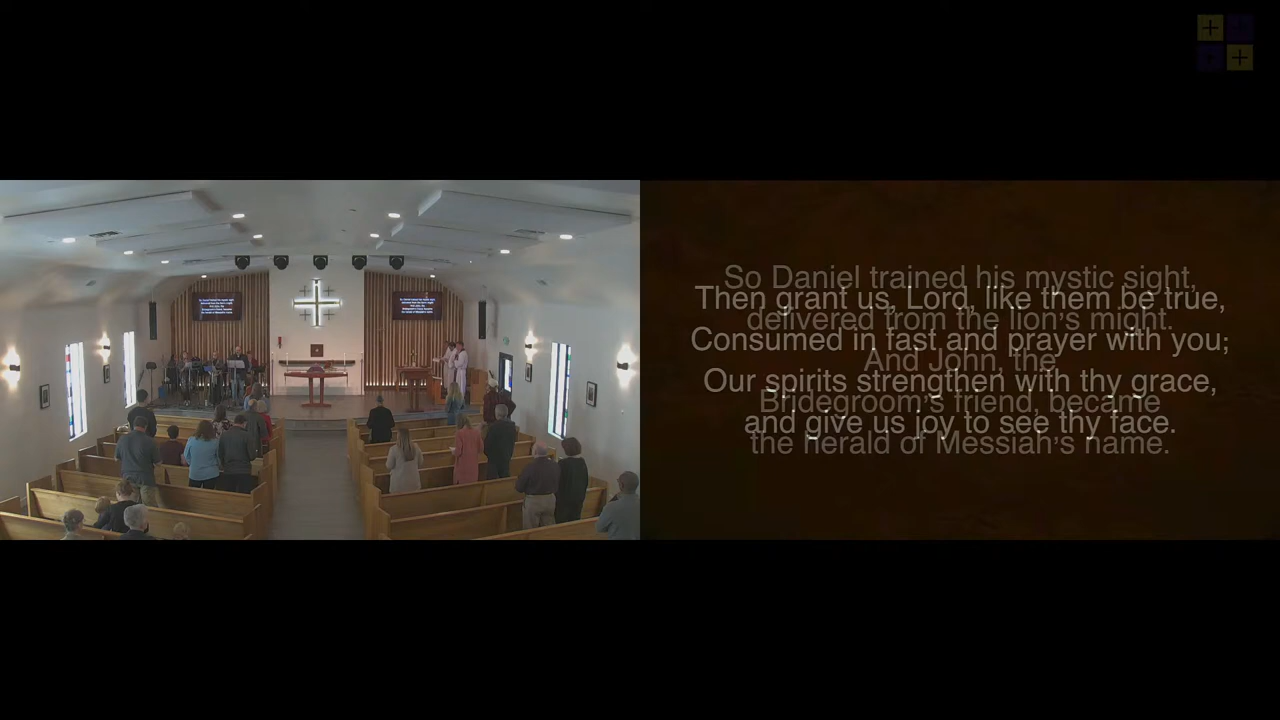 So Daniel trained his mystic sight,
delivered from the lion's might.
And John, the
Bridegroom's friend, became
the herald of Messiah's name.
Then grant us, Lord, like them be true,
Consumed in fast and prayer with you;
Our spirits strengthen with thy grace,
and give us joy to see thy face.